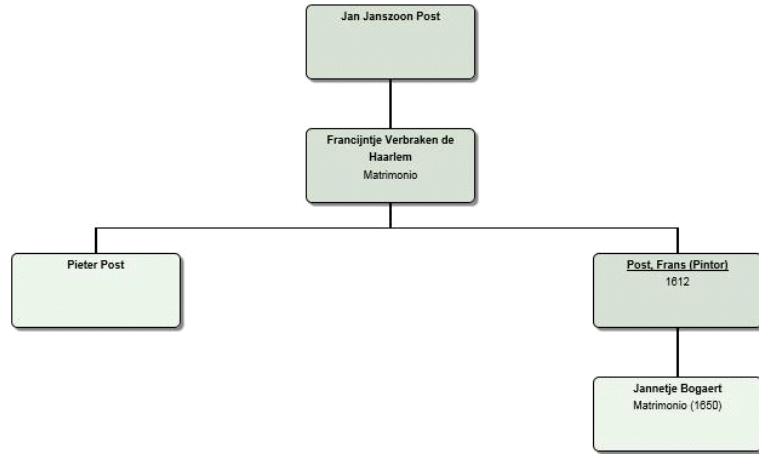 Jan Janszoon Post
Francijntje Verbraken de
Haarlem
Matrimonio
Pieter Post
Post, Frans (Pintor)
1612
Jannetje Bogaert
Matrimonio (1650)